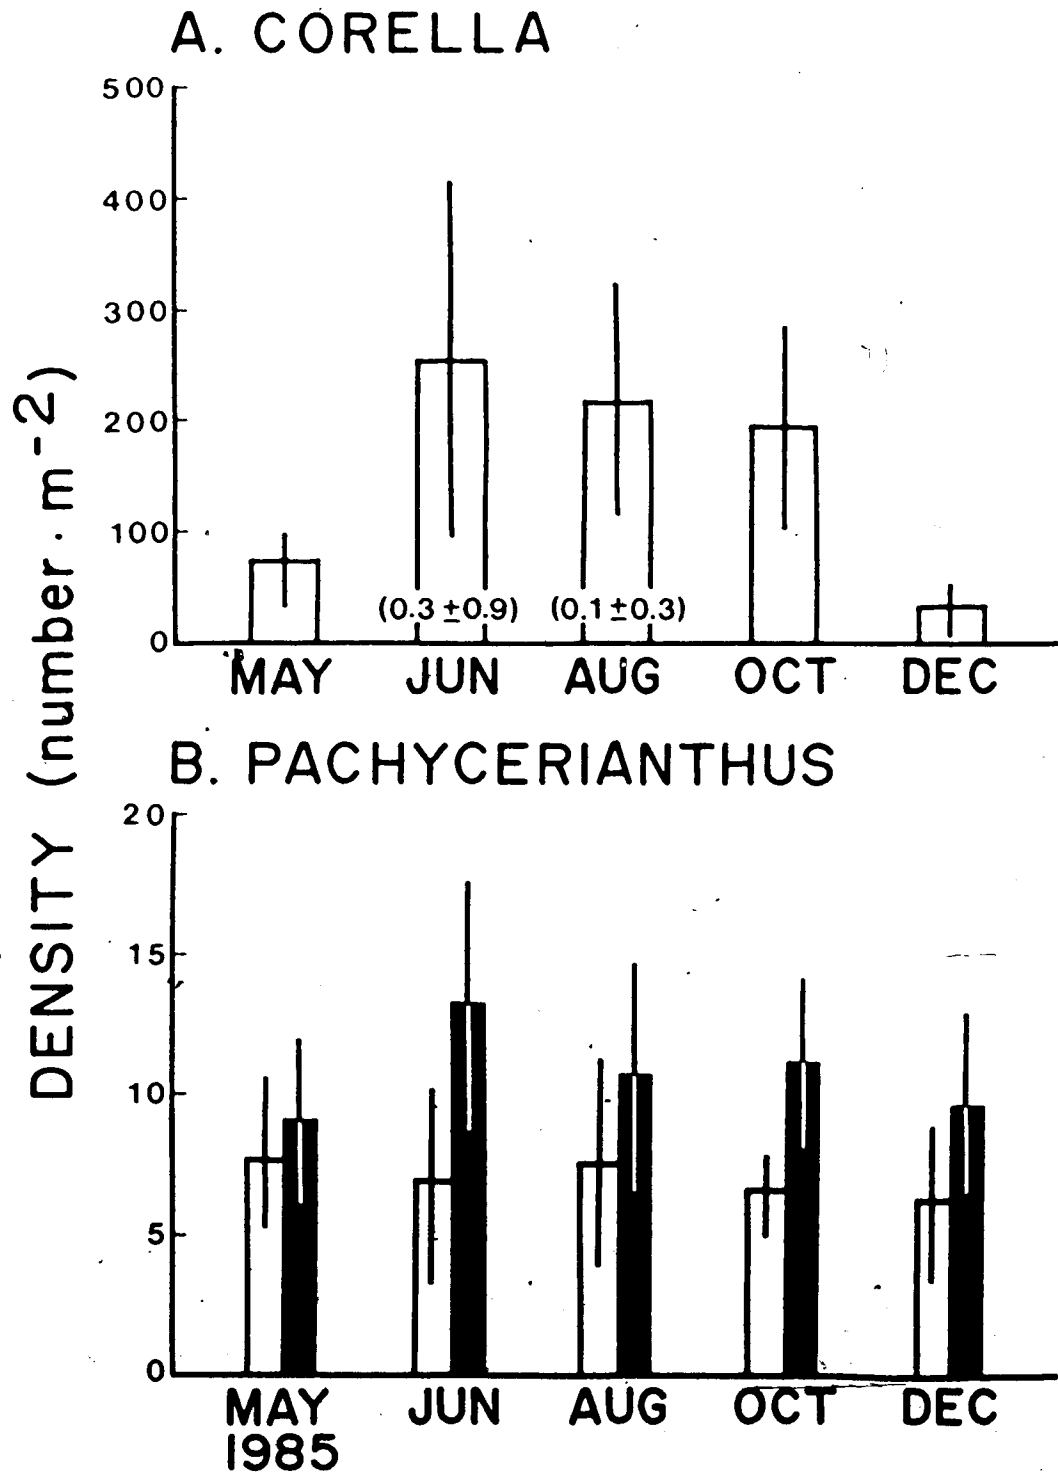 A. CORELLA
500
400
300
200
100
0
(0.3 ±0.9) (0.1 ±0.3)
MAY JUN AUG OCT DEC
DENSITY (number · m⁻²)
B. PACHYCERIANTHUS
20
15
10
5
0
MAY JUN AUG OCT DEC
1985